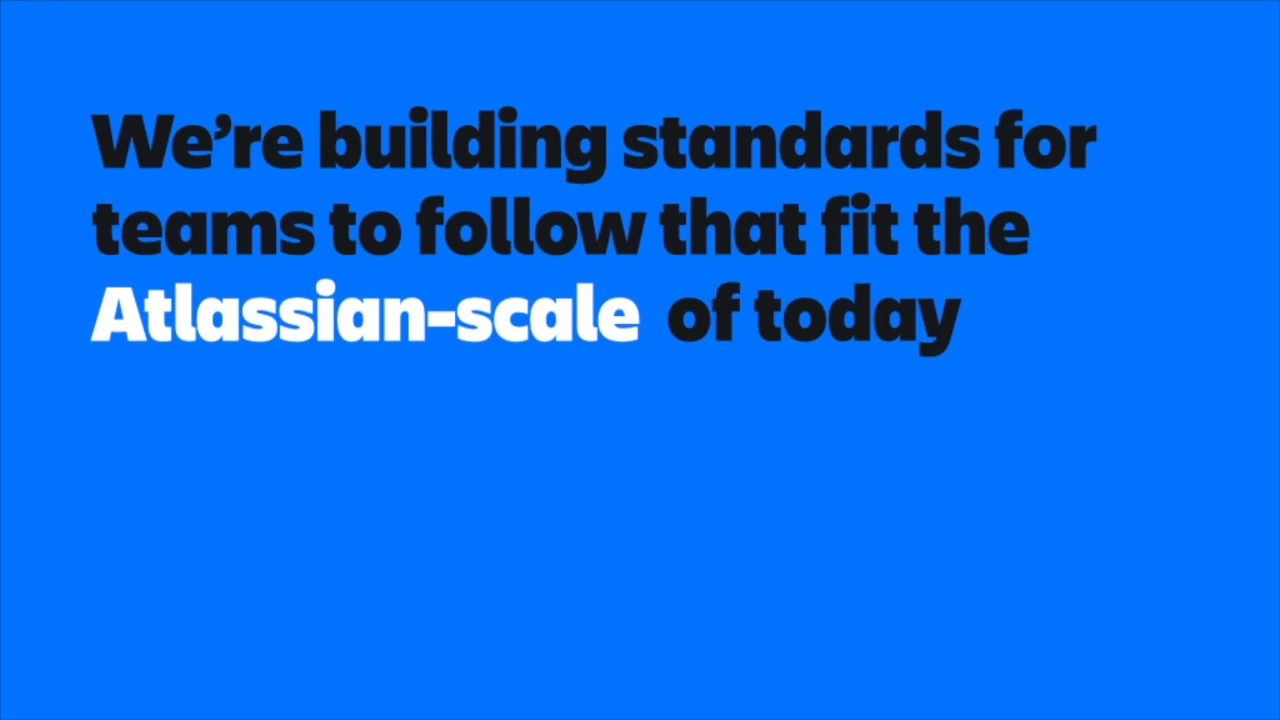 We’re building standards for
teams to follow that fit the
Atlassian-scale of today